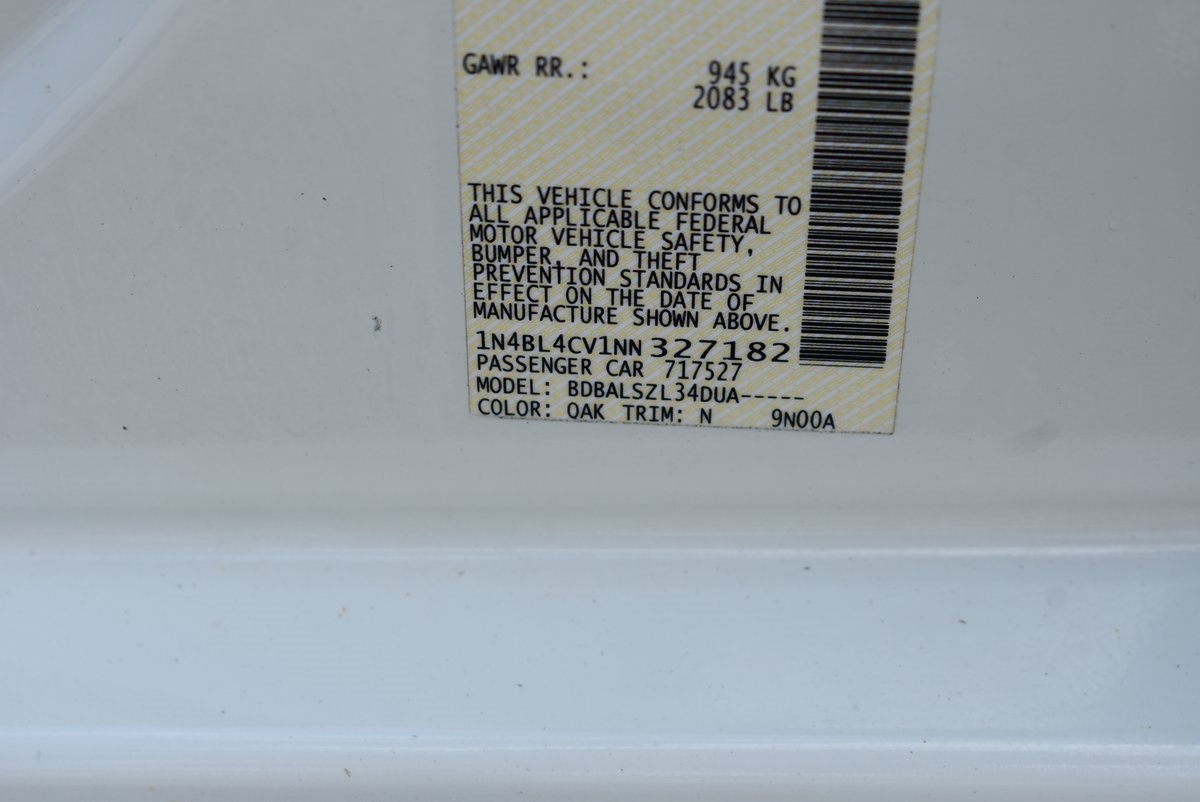 GAWR RR.: 945 KG
2083 LB
THIS VEHICLE CONFORMS TO
ALL APPLICABLE FEDERAL
MOTOR VEHICLE SAFETY,
BUMPER, AND THEFT
PREVENTION STANDARDS IN
EFFECT ON THE DATE OF
MANUFACTURE SHOWN ABOVE.
1N4BL4CV1NN327182
PASSENGER CAR 717527
MODEL: BDBALSZL34DUA-----
COLOR: QAK TRIM: N 9N00A